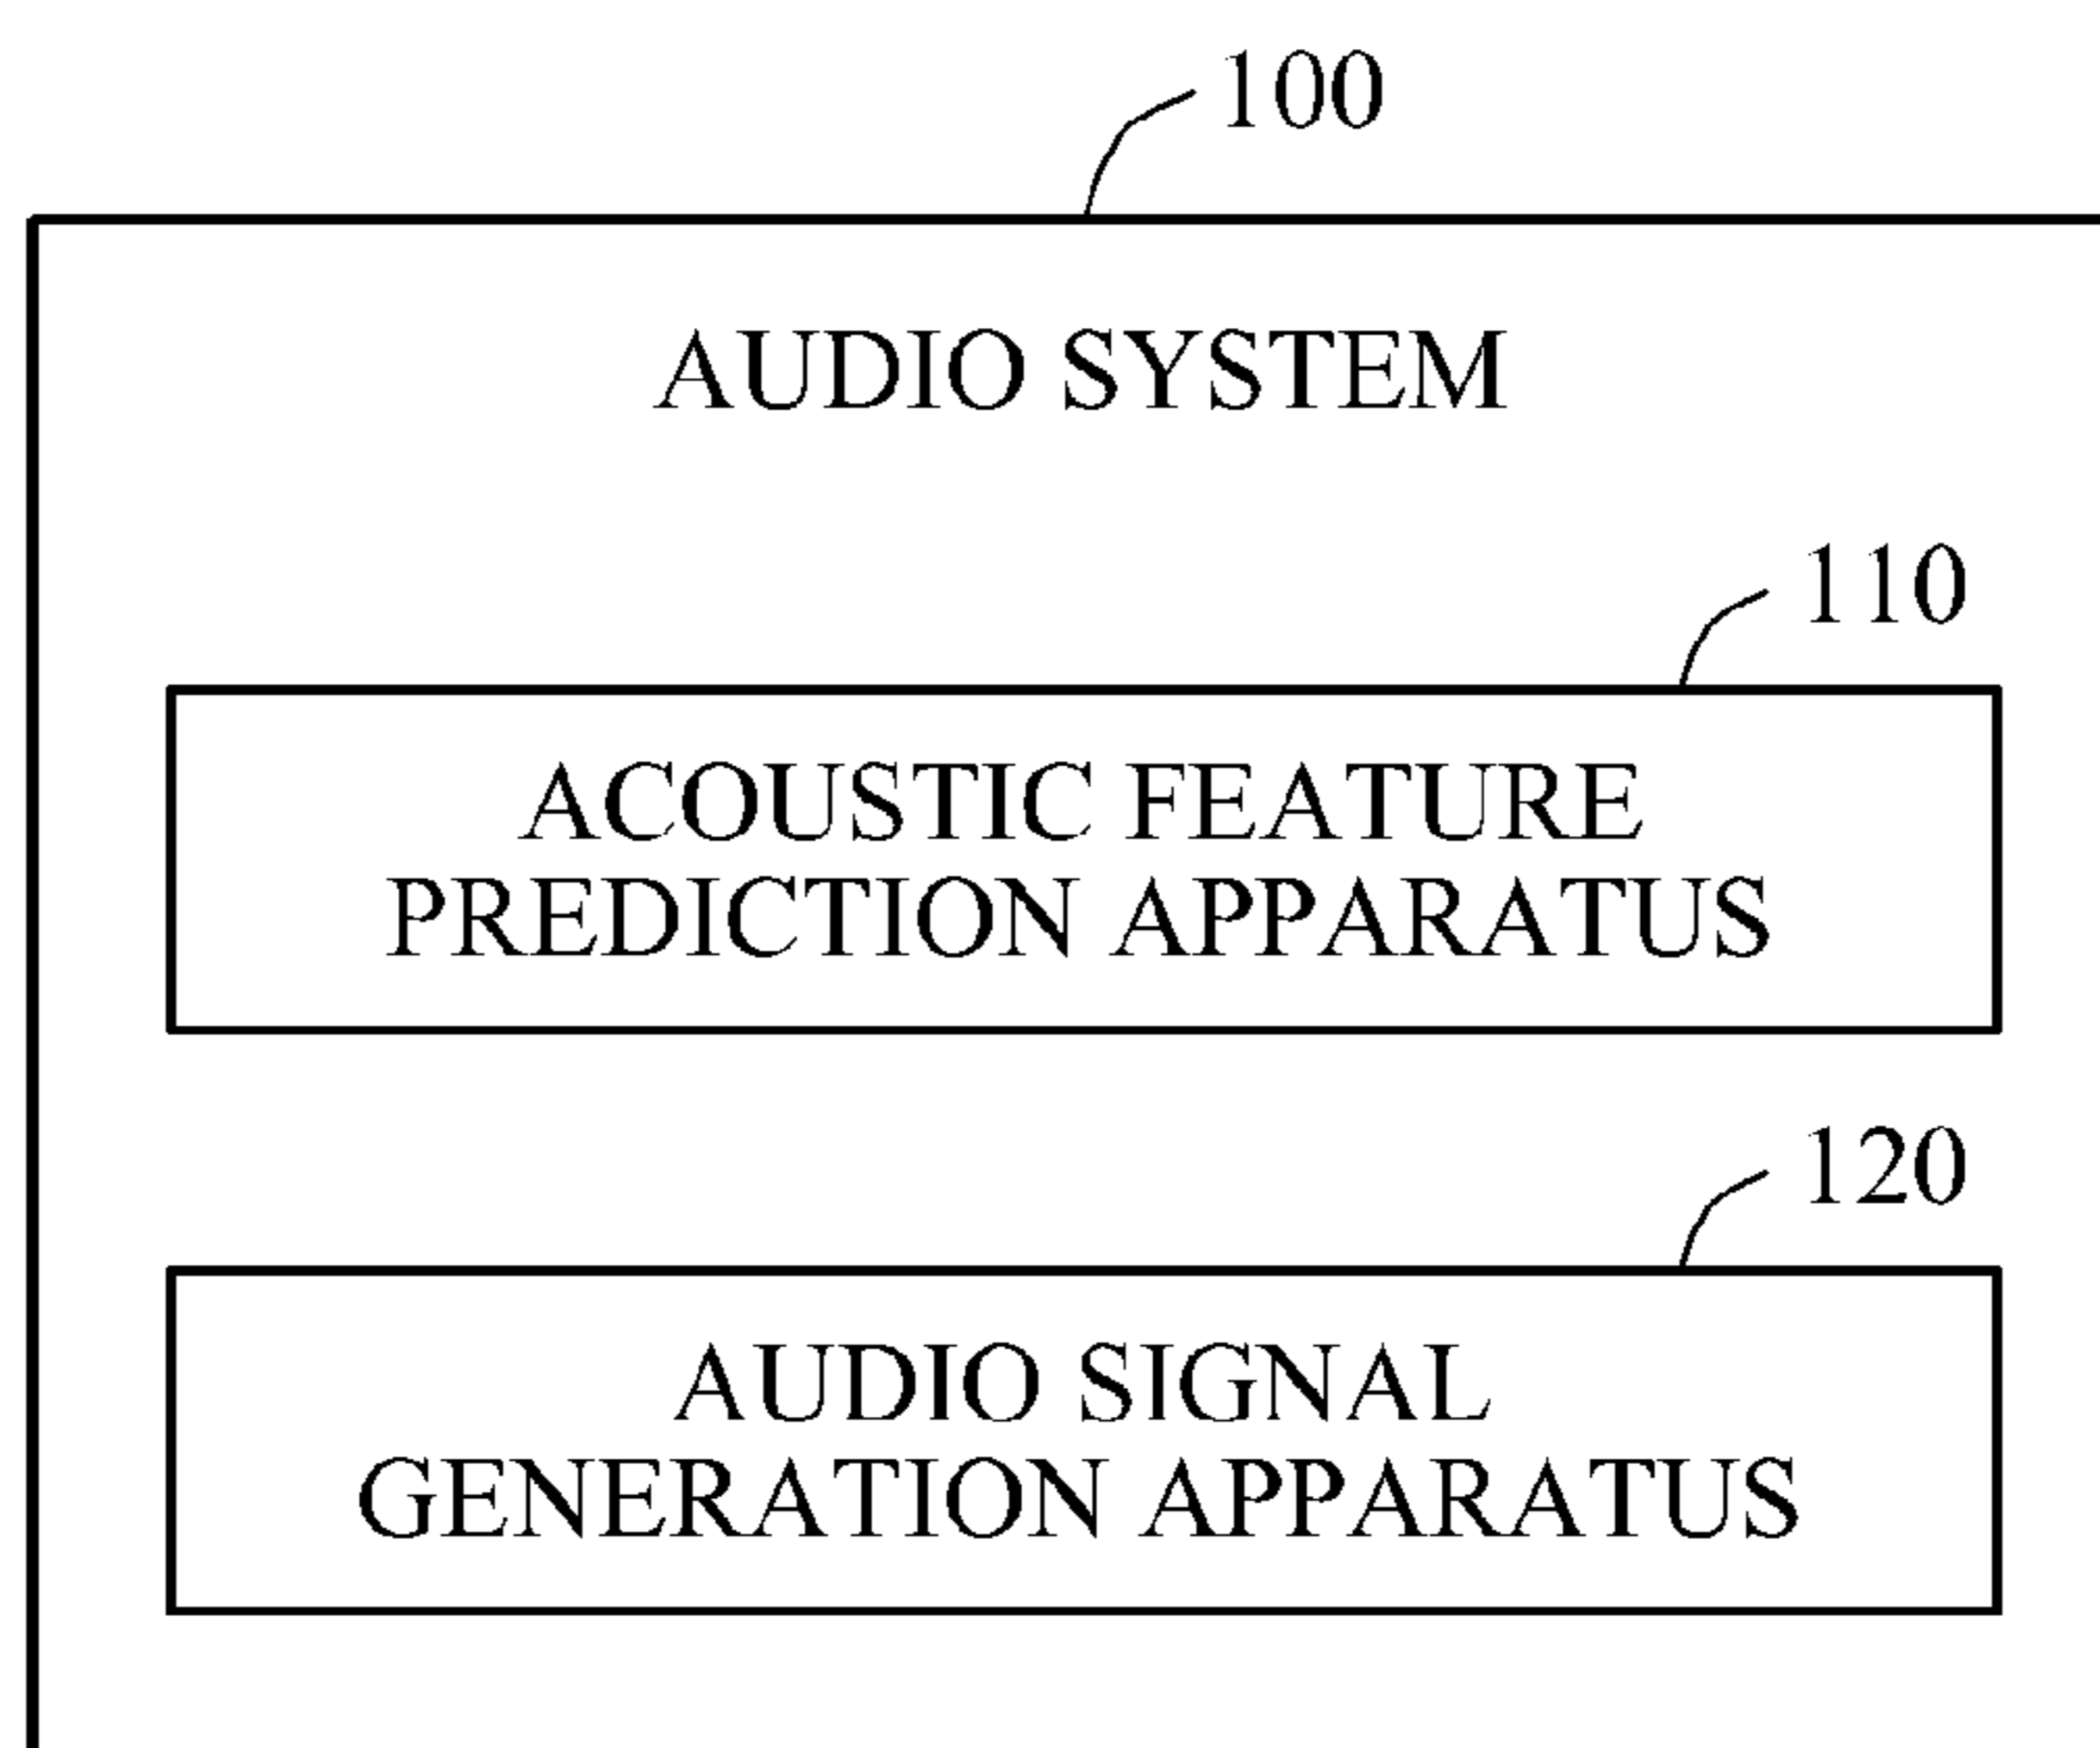 100
AUDIO SYSTEM
110
ACOUSTIC FEATURE
PREDICTION APPARATUS
120
AUDIO SIGNAL
GENERATION APPARATUS